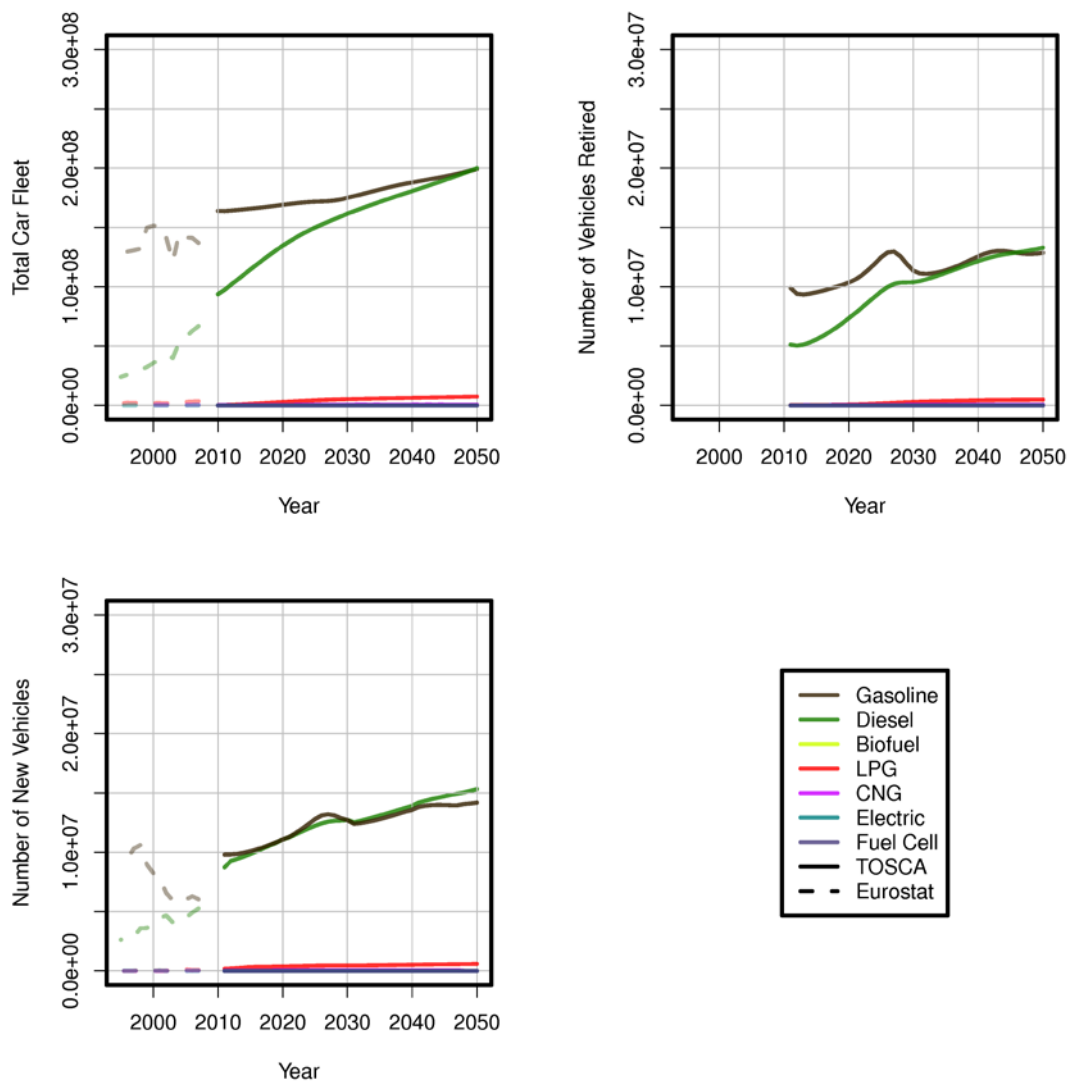 Total Car Fleet
3.0e+08
2.0e+08
1.0e+08
0.0e+00
2000 2010 2020 2030 2040 2050
Year
Number of Vehicles Retired
3.0e+07
2.0e+07
1.0e+07
0.0e+00
2000 2010 2020 2030 2040 2050
Year
Number of New Vehicles
3.0e+07
2.0e+07
1.0e+07
0.0e+00
2000 2010 2020 2030 2040 2050
Year
Gasoline
Diesel
Biofuel
LPG
CNG
Electric
Fuel Cell
TOSCA
Eurostat